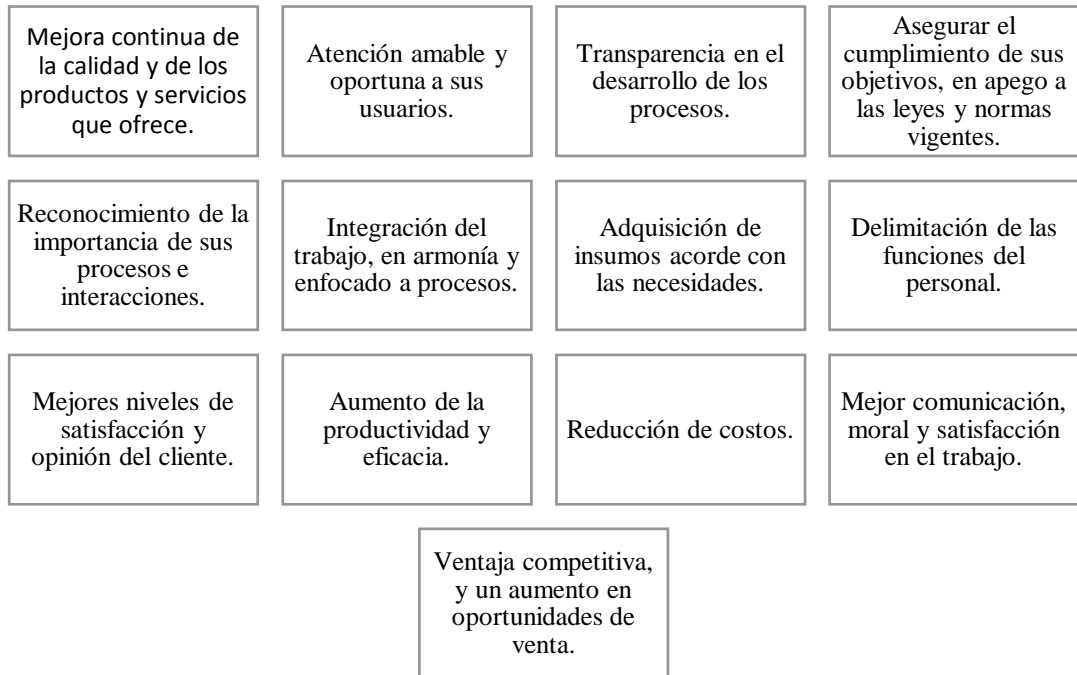 Mejora continua de
la calidad y de los
productos y servicios
que ofrece.
Atención amable y
oportuna a sus
usuarios.
Transparencia en el
desarrollo de los
procesos.
Asegurar el
cumplimiento de sus
objetivos, en apego a
las leyes y normas
vigentes.
Reconocimiento de la
importancia de sus
procesos e
interacciones.
Integración del
trabajo, en armonía y
enfocado a procesos.
Adquisición de
insumos acorde con
las necesidades.
Delimitación de las
funciones del
personal.
Mejores niveles de
satisfacción y
opinión del cliente.
Aumento de la
productividad y
eficacia.
Reducción de costos.
Mejor comunicación,
moral y satisfacción
en el trabajo.
Ventaja competitiva,
y un aumento en
oportunidades de
venta.